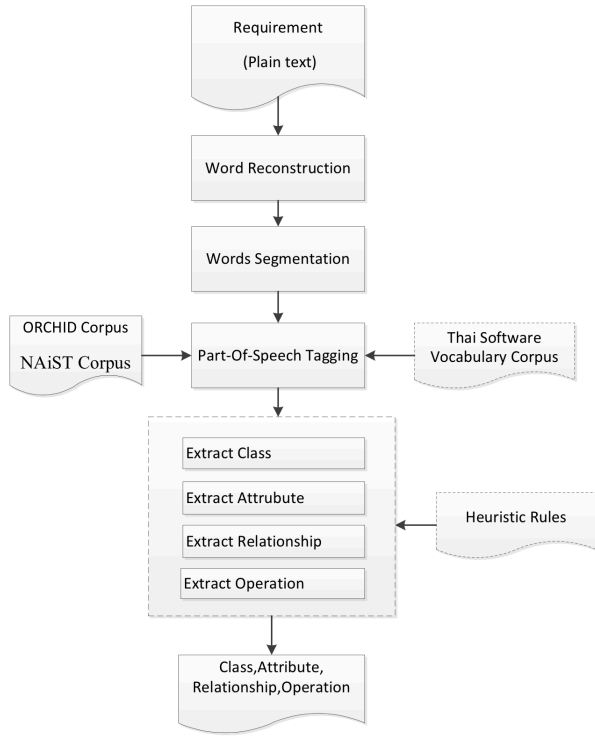 Requirement
(Plain text)
Word Reconstruction
Words Segmentation
ORCHID Corpus
NAiST Corpus
Part-Of-Speech Tagging
Thai Software
Vocabulary Corpus
Extract Class
Extract Attrubute
Extract Relationship
Extract Operation
Heuristic Rules
Class,Attribute,
Relationship,Operation